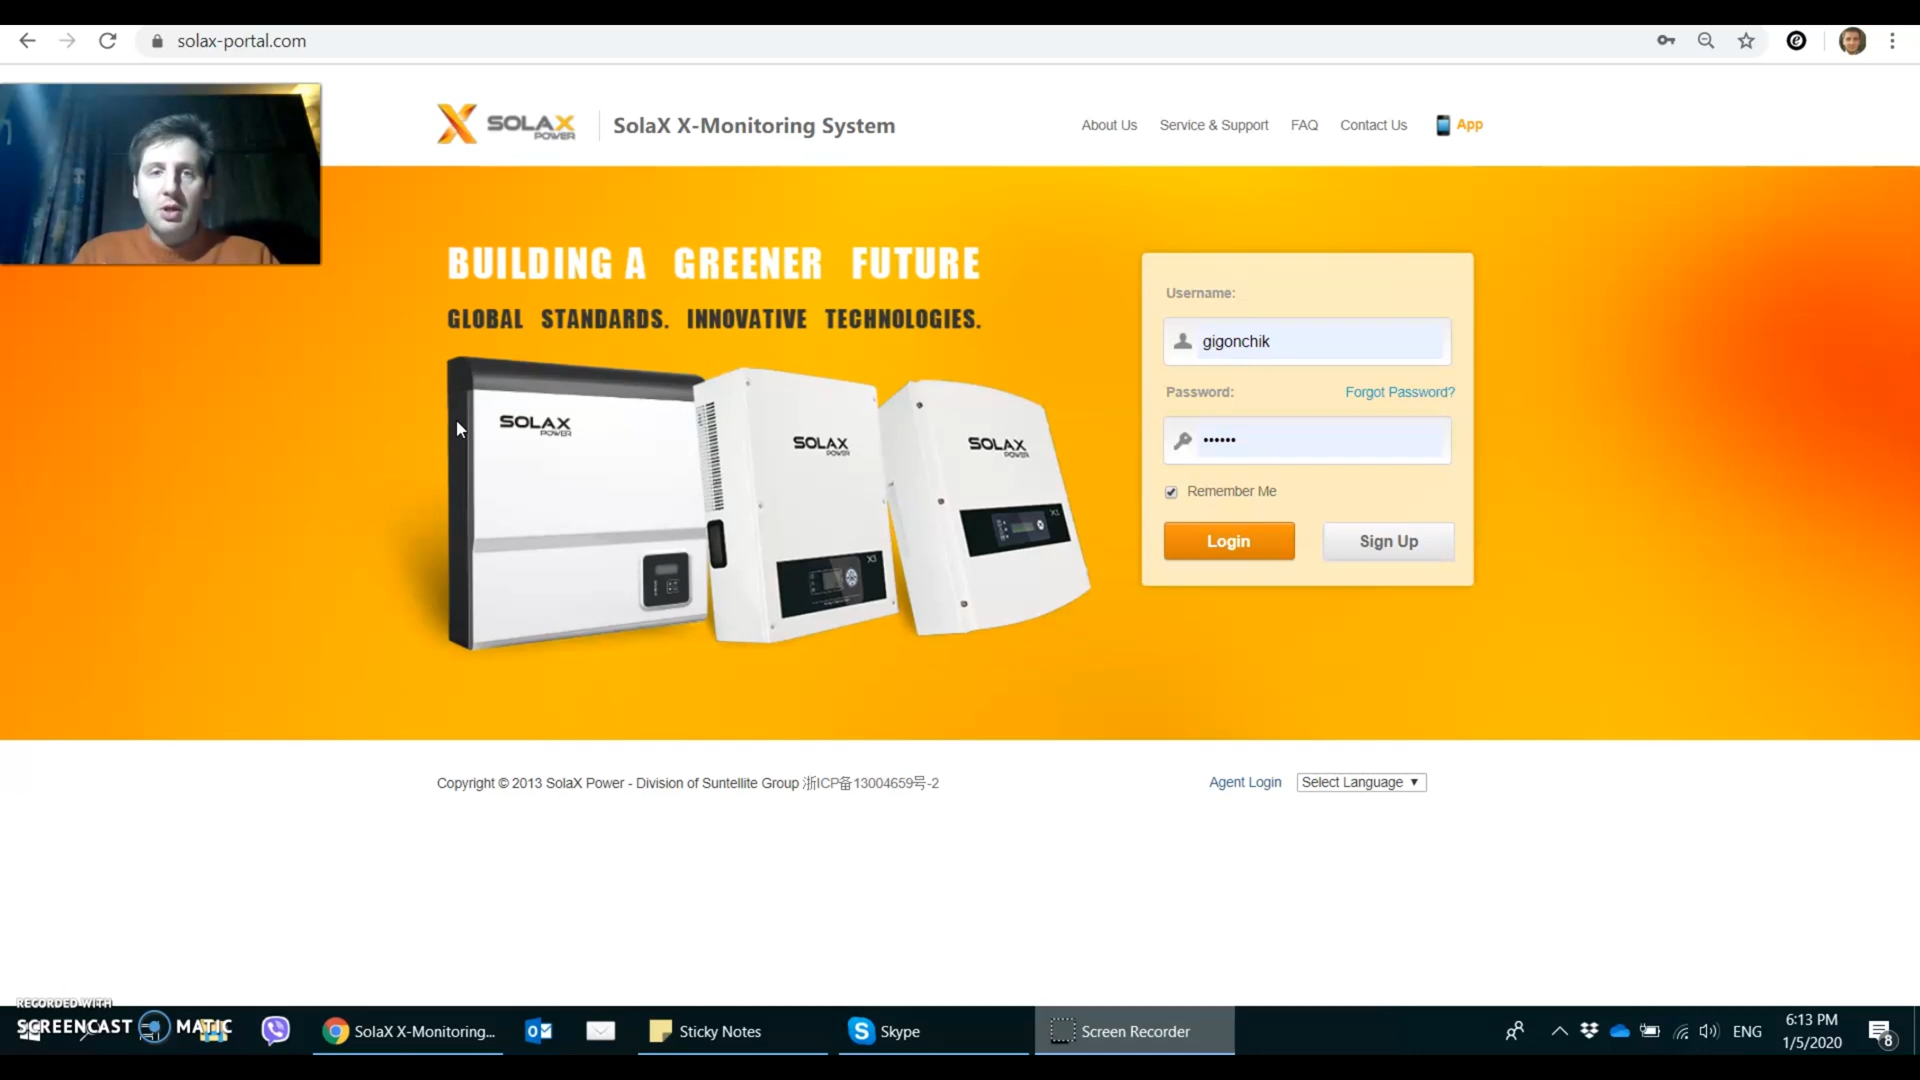 solax-portal.com
SOLAX
POWER
SolaX X-Monitoring System
About Us
Service & Support
FAQ
Contact Us
App
BUILDING A GREENER FUTURE
GLOBAL STANDARDS. INNOVATIVE TECHNOLOGIES.
SOLAX
POWER
SOLAX
POWER
X3
SOLAX
POWER
X1
Username:
gigonchik
Password:
Forgot Password?
••••••
Remember Me
Login
Sign Up
Copyright © 2013 SolaX Power - Division of Suntellite Group 浙ICP备13004659号-2
Agent Login
Select Language ▼
RECORDED WITH
SCREENCAST MATIC
SolaX X-Monitoring...
Sticky Notes
Skype
Screen Recorder
ENG
6:13 PM
1/5/2020
8